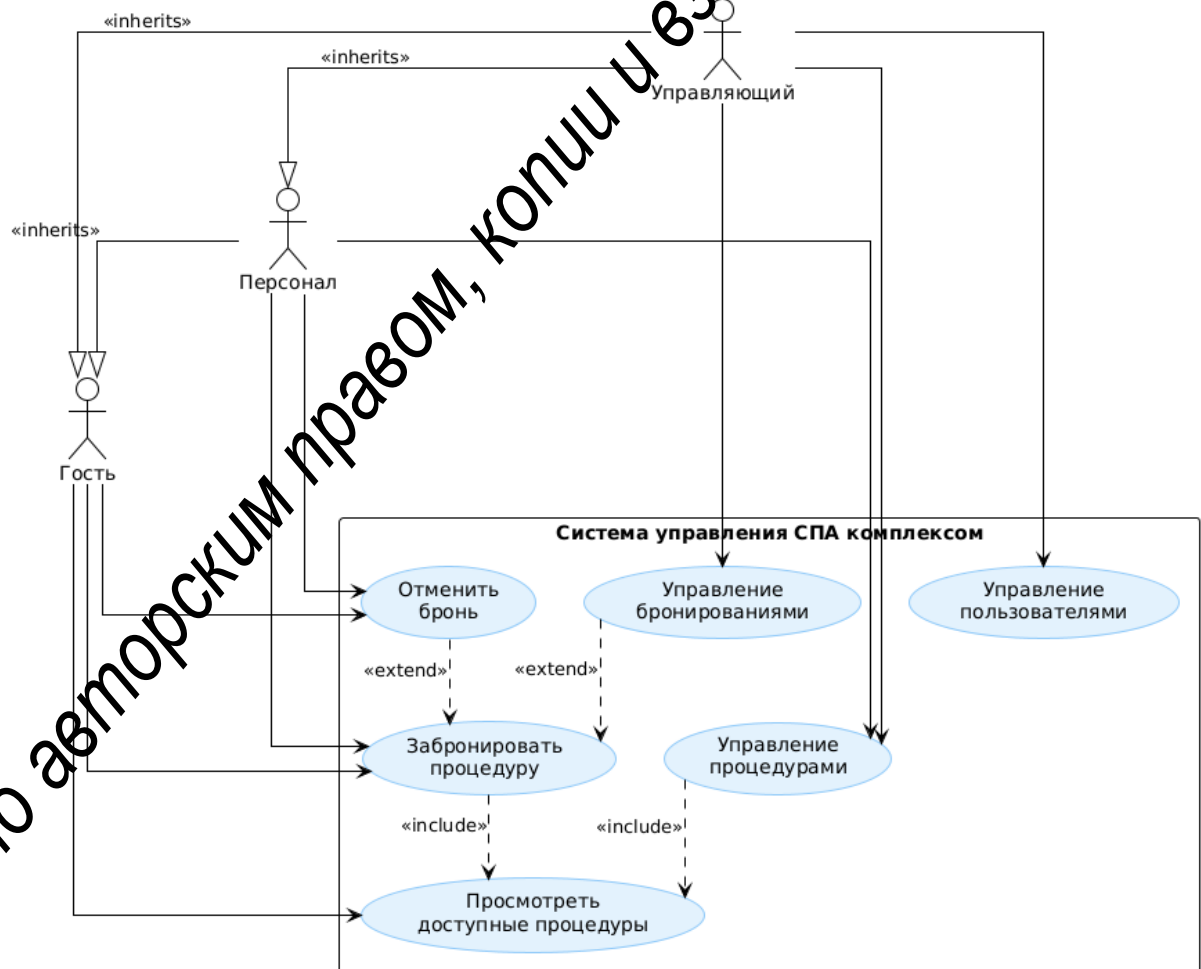 «inherits»
«inherits»
Управляющий
«inherits»
Персонал
Гость
Система управления СПА комплексом
Отменить
бронь
Управление
бронированиями
Управление
пользователями
«extend»
«extend»
Забронировать
процедуру
Управление
процедурами
«include»
«include»
Просмотреть
доступные процедуры
авторским правом, копии и